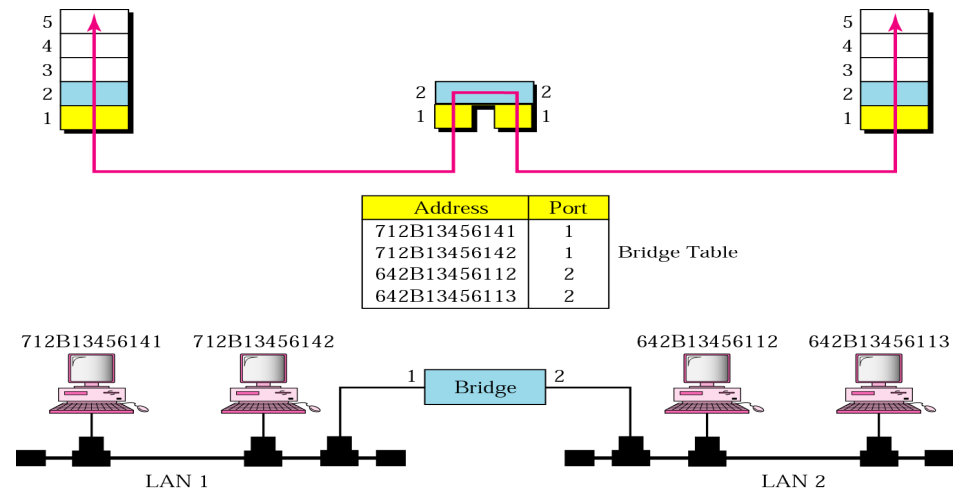 5
4
3
2
1
2 2
1 1
5
4
3
2
1
Address Port
712B13456141 1
712B13456142 1
642B13456112 2
642B13456113 2
Bridge Table
712B13456141 712B13456142 642B13456112 642B13456113
1 Bridge 2
LAN 1 LAN 2